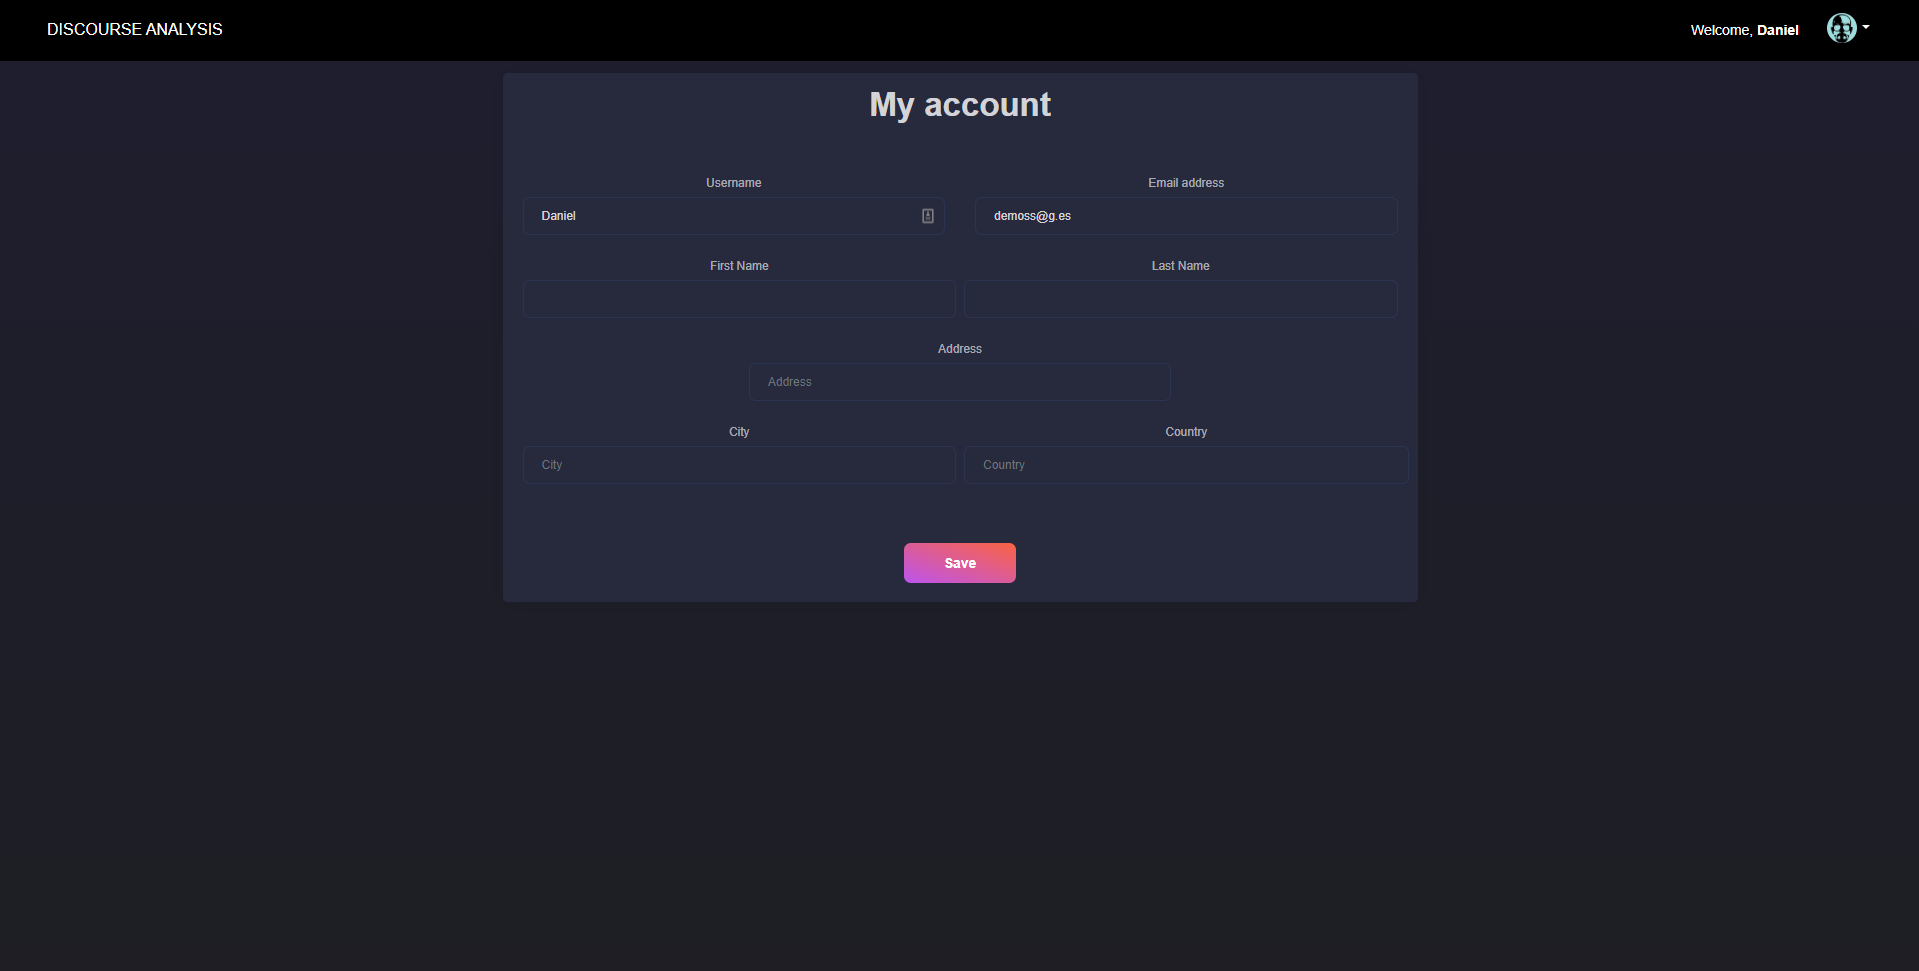 DISCOURSE ANALYSIS
Welcome, Daniel
My account
Username
Email address
Daniel
demoss@g.es
First Name
Last Name
Address
Address
City
Country
City
Country
Save